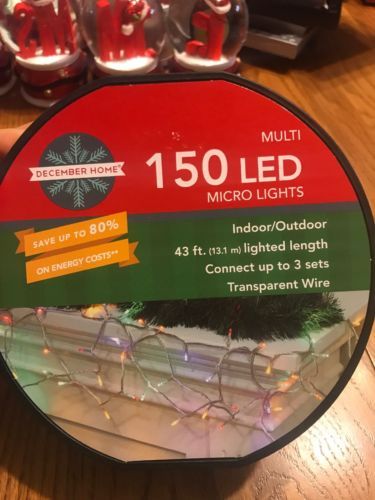 MULTI
150 LED
MICRO LIGHTS
DECEMBER HOME
SAVE UP TO 80%
ON ENERGY COSTS**
Indoor/Outdoor
43 ft. (13.1 m) lighted length
Connect up to 3 sets
Transparent Wire